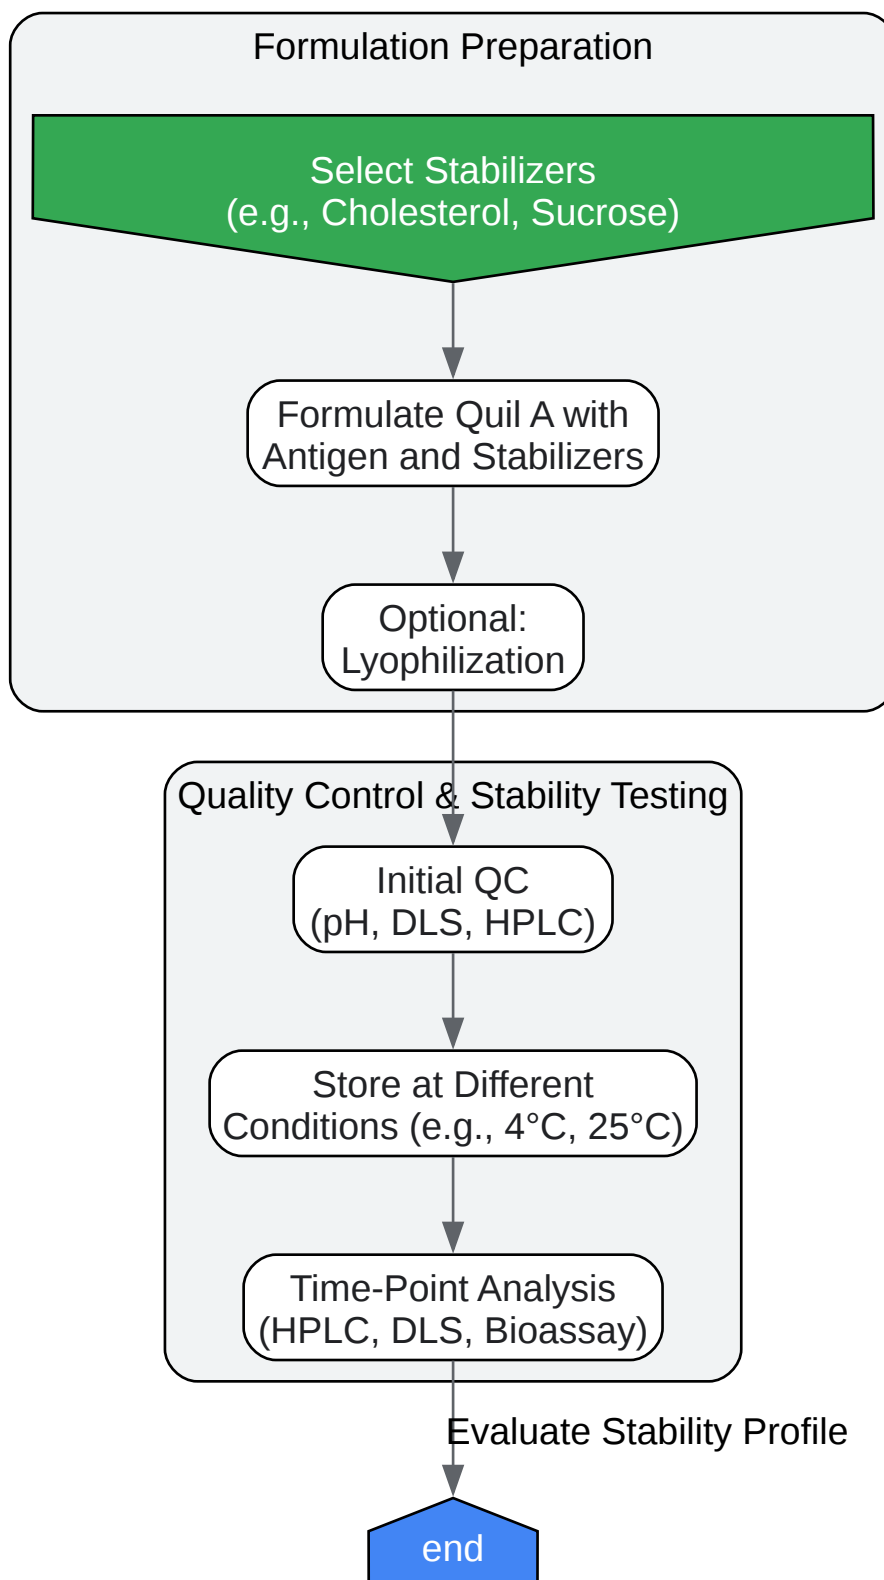 Formulation Preparation
Select Stabilizers
(e.g., Cholesterol, Sucrose)
Formulate Quil A with
Antigen and Stabilizers
Optional:
Lyophilization
Quality Control & Stability Testing
Initial QC
(pH, DLS, HPLC)
Store at Different
Conditions (e.g., 4°C, 25°C)
Time-Point Analysis
(HPLC, DLS, Bioassay)
Evaluate Stability Profile
end